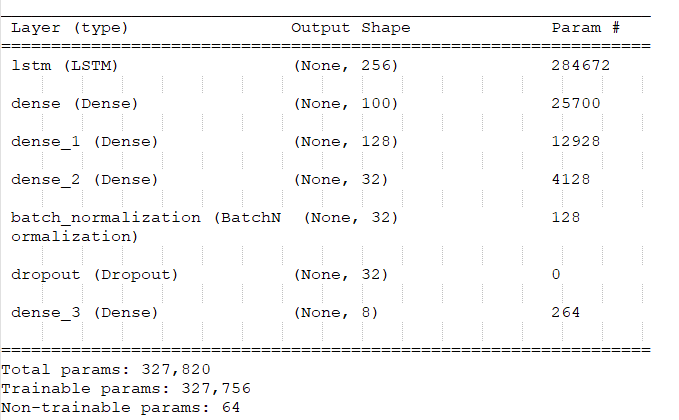 Layer (type) Output Shape Param #
lstm (LSTM) (None, 256) 284672
dense (Dense) (None, 100) 25700
dense_1 (Dense) (None, 128) 12928
dense_2 (Dense) (None, 32) 4128
batch_normalization (BatchN (None, 32) 128
ormalization)
dropout (Dropout) (None, 32) 0
dense_3 (Dense) (None, 8) 264
Total params: 327,820
Trainable params: 327,756
Non-trainable params: 64